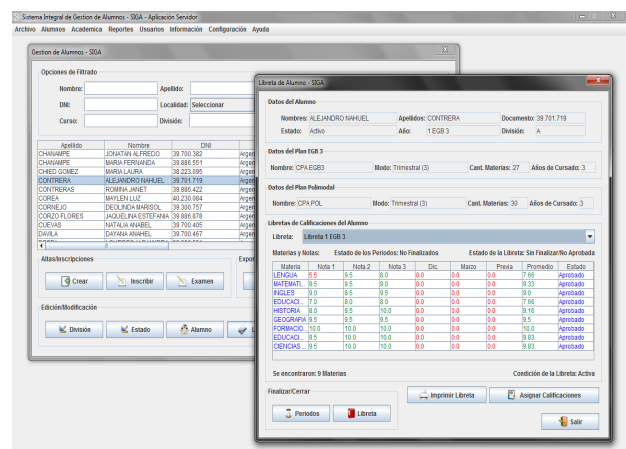 Sistema Integral de Gestion de Alumnos - SIGA - Aplicación Servidor
Archivo Alumnos Academica Reportes Usuarios Información Configuración Ayuda
Gestion de Alumnos - SIGA
Opciones de Filtrado
Nombre: Apellido:
DNI: Localidad: Seleccionar
Curso: División:
Apellido Nombre DNI
CHANAMPE JONATAN ALFREDO 39.700.382 Argen
CHANAMPE MARIA FERNANDA 39.886.551 Argen
CHIED GOMEZ MARIA LAURA 38.223.095 Argen
CONTRERA ALEJANDRO NAHUEL 39.701.719 Argen
CONTRERAS ROMINA JANET 39.886.422 Argen
COREA MAYLEN LUZ 40.230.084 Argen
CORNEJO DEOLINDA MARISOL 39.300.757 Argen
CORZO FLORES JAQUELINA ESTEFANIA 39.886.878 Argen
CUEVAS NATALIA ANABEL 39.700.405 Argen
DAVILA DAYANA ANAHEL 39.700.467 Argen
Altas/Inscripciones Expor
Crear Inscribir Examen
Edición/Modificación
División Estado Alumno L
Libreta de Alumno - SIGA
Datos del Alumno
Nombres: ALEJANDRO NAHUEL Apellidos: CONTRERA Documento: 39.701.719
Estado: Activo Año: 1 EGB 3 División: A
Datos del Plan EGB 3
Nombre: CPA EGB3 Modo: Trimestral (3) Cant. Materias: 27 Años de Cursado: 3
Datos del Plan Polimodal
Nombre: CPA POL Modo: Trimestral (3) Cant. Materias: 30 Años de Cursado: 3
Libretas de Calificaciones del Alumno
Libreta: Libreta 1 EGB 3
Materias y Notas: Estado de los Periodos: No Finalizados Estado de la Libreta: Sin Finalizar/No Aprobada
Materia Nota 1 Nota 2 Nota 3 Dic. Marzo Previa Promedio Estado
LENGUA 5.5 9.5 8.0 0.0 0.0 0.0 7.66 Aprobado
MATEMATI... 9.5 9.5 9.0 0.0 0.0 0.0 9.33 Aprobado
INGLES 9.0 8.5 9.5 0.0 0.0 0.0 9.0 Aprobado
EDUCACI... 7.0 8.0 8.0 0.0 0.0 0.0 7.66 Aprobado
HISTORIA 8.0 9.5 10.0 0.0 0.0 0.0 9.16 Aprobado
GEOGRAFIA 9.5 9.5 9.5 0.0 0.0 0.0 9.5 Aprobado
FORMACIO... 10.0 10.0 10.0 0.0 0.0 0.0 10.0 Aprobado
EDUCACI... 9.5 10.0 10.0 0.0 0.0 0.0 9.83 Aprobado
CIENCIAS ... 9.5 10.0 10.0 0.0 0.0 0.0 9.83 Aprobado
Se encontraron: 9 Materias Condición de la Libreta: Activa
Finalizar/Cerrar
Periodos Libreta
Imprimir Libreta Asignar Calificaciones
Salir